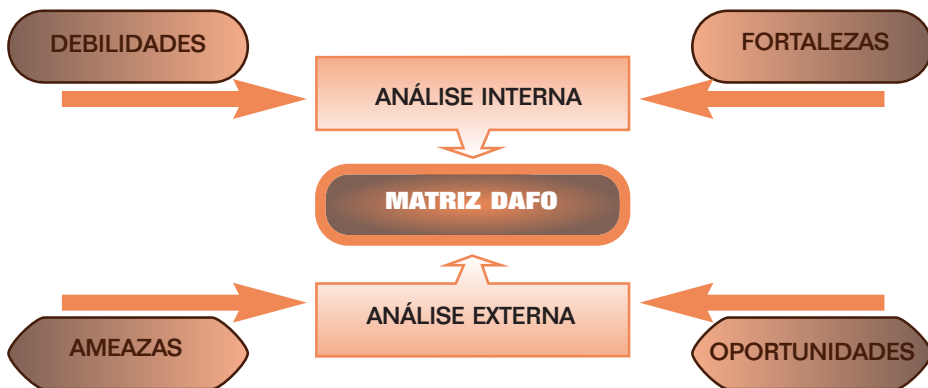 DEBILIDADES
FORTALEZAS
ANÁLISE INTERNA
MATRIZ DAFO
ANÁLISE EXTERNA
AMEAZAS
OPORTUNIDADES